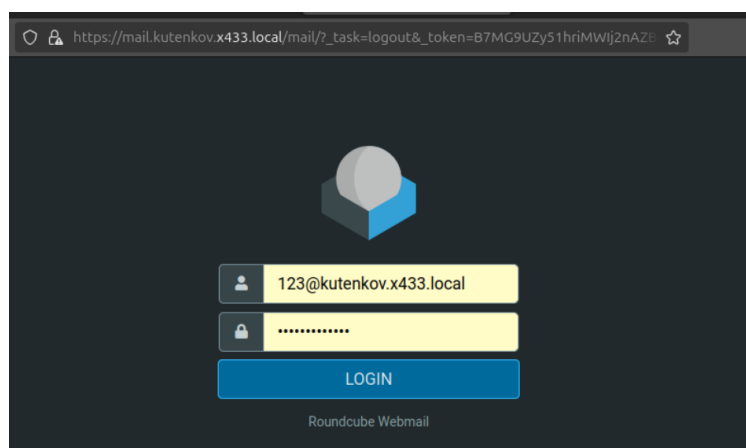 https://mail.kutenkov.x433.local/mail/?_task=logout&_token=B7MG9UZy51hriMWIj2nAZB
123@kutenkov.x433.local
LOGIN
Roundcube Webmail